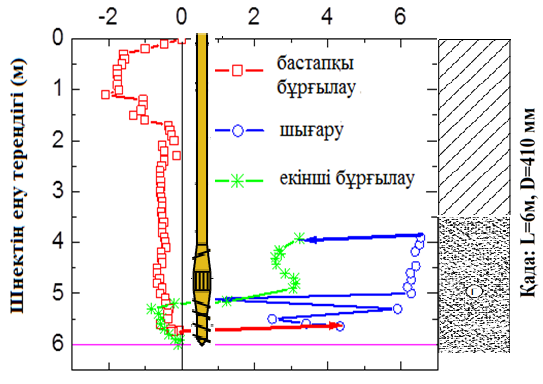 -2 0 2 4 6
0
1
2
3
4
5
6
Шнектің ену тереңдігі (м)
бастапқы
бұрғылау
шығару
екінші бұрғылау
Қада: L=6м, D=410 мм